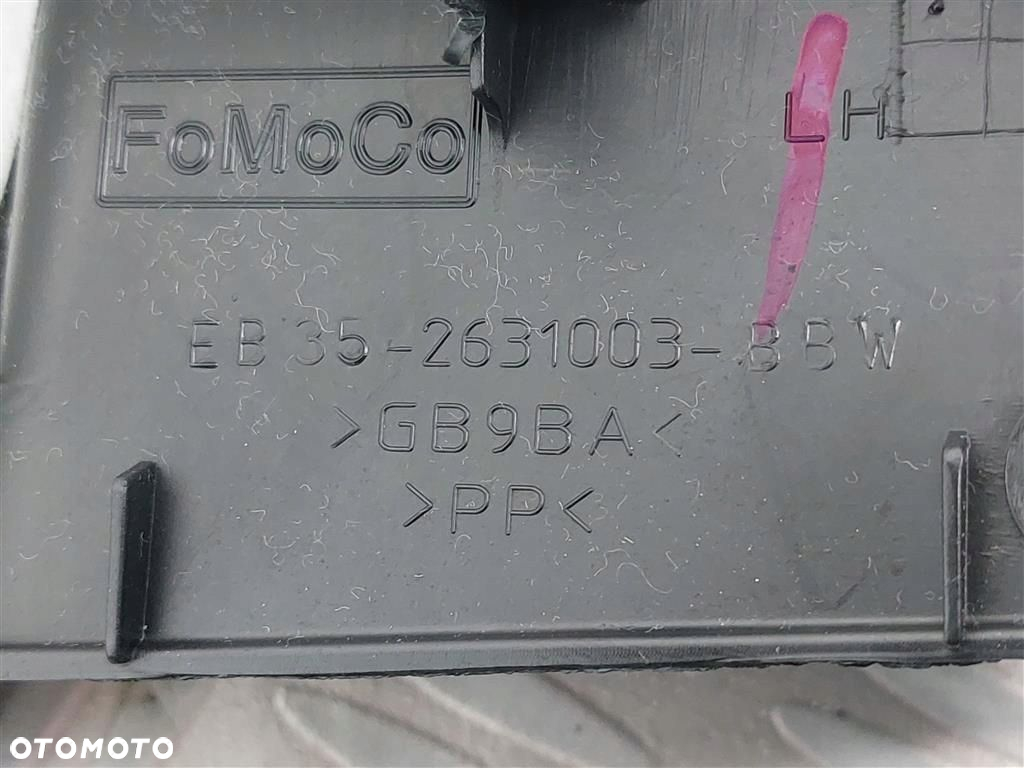 FoMoCo
LH
EB35-2631003-BBW
>GB9BA<
>PP<
OTOMOTO